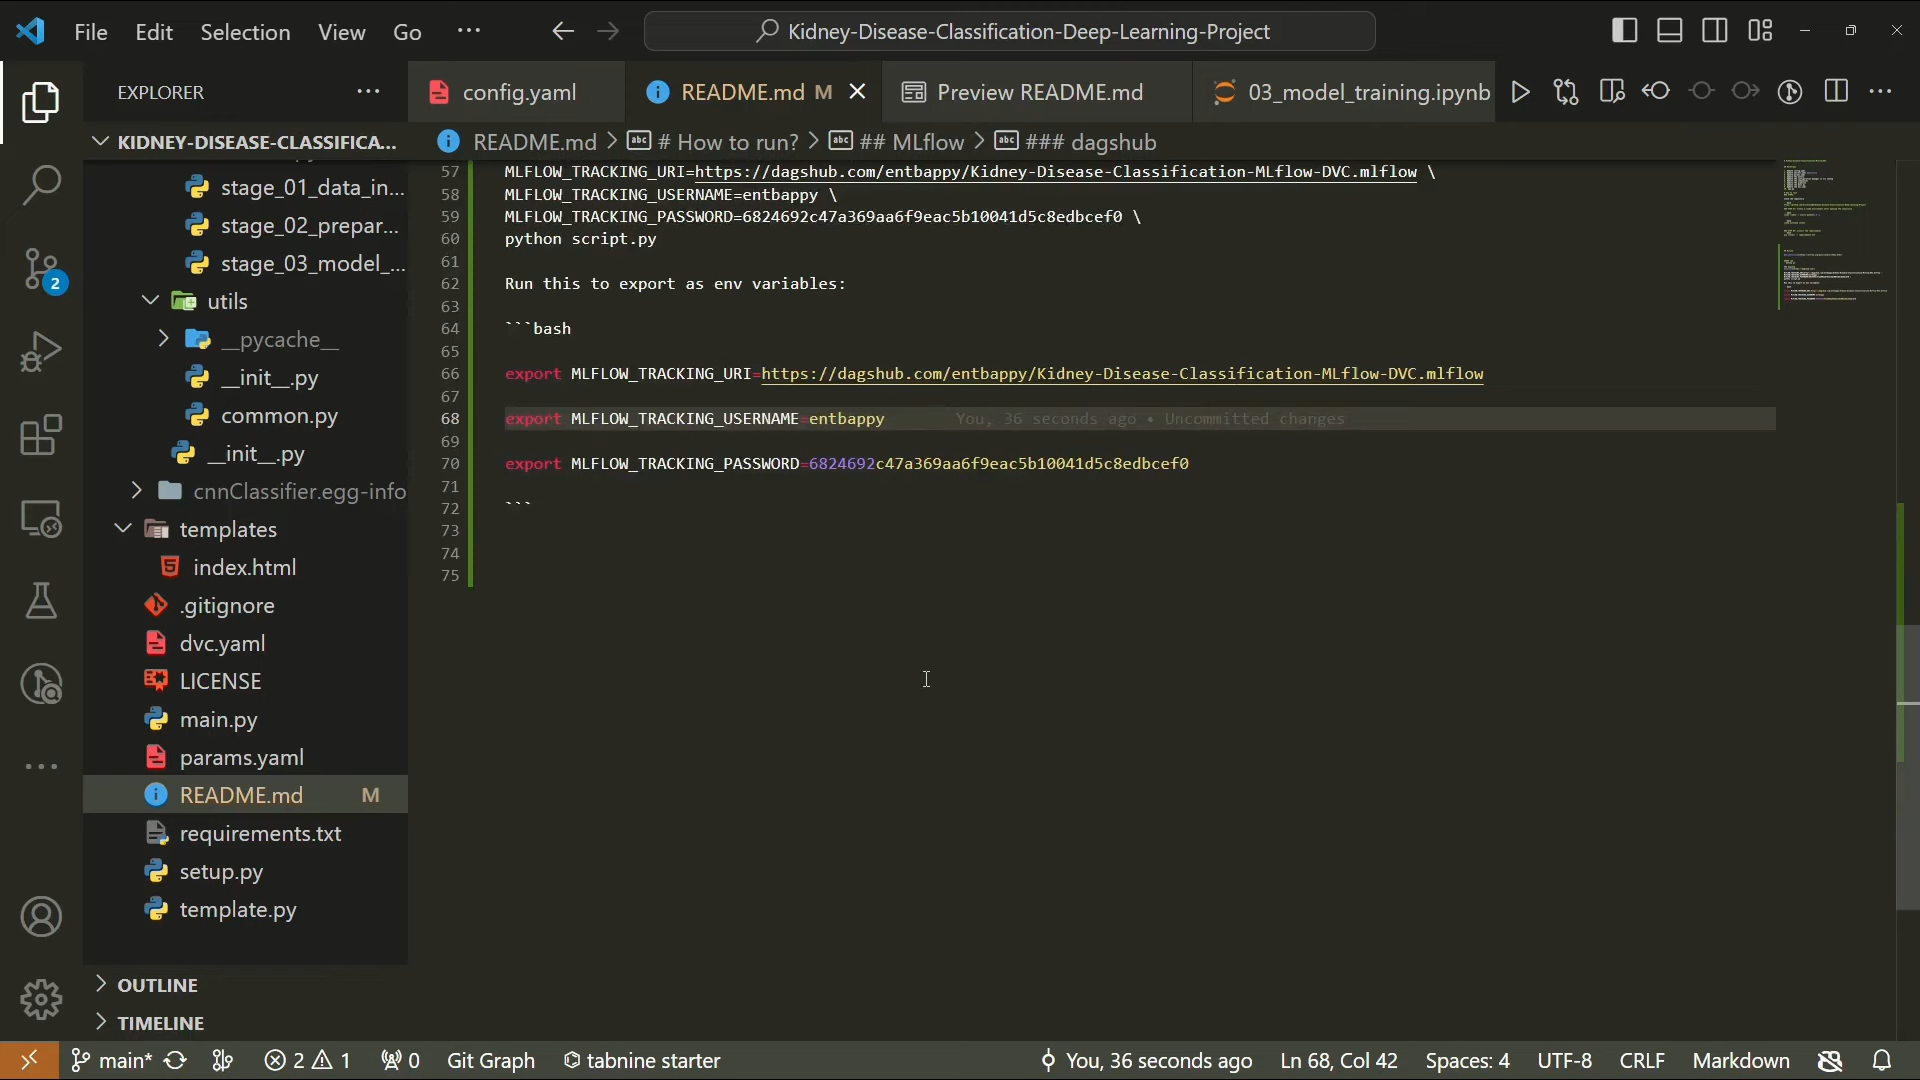 File Edit Selection View Go ···
Kidney-Disease-Classification-Deep-Learning-Project
EXPLORER ···
config.yaml
README.md M
Preview README.md
03_model_training.ipynb
KIDNEY-DISEASE-CLASSIFICA...
README.md > # How to run? > ## MLflow > ### dagshub
stage_01_data_in...
stage_02_prepar...
stage_03_model_...
utils
__pycache__
__init__.py
common.py
__init__.py
cnnClassifier.egg-info
templates
index.html
.gitignore
dvc.yaml
LICENSE
main.py
params.yaml
README.md M
requirements.txt
setup.py
template.py
OUTLINE
TIMELINE
2
57 MLFLOW_TRACKING_URI=https://dagshub.com/entbappy/Kidney-Disease-Classification-MLflow-DVC.mlflow \
58 MLFLOW_TRACKING_USERNAME=entbappy \
59 MLFLOW_TRACKING_PASSWORD=6824692c47a369aa6f9eac5b10041d5c8edbcef0 \
60 python script.py
61
62 Run this to export as env variables:
63
64 ```bash
65
66 export MLFLOW_TRACKING_URI=https://dagshub.com/entbappy/Kidney-Disease-Classification-MLflow-DVC.mlflow
67
68 export MLFLOW_TRACKING_USERNAME=entbappy You, 36 seconds ago • Uncommitted changes
69
70 export MLFLOW_TRACKING_PASSWORD=6824692c47a369aa6f9eac5b10041d5c8edbcef0
71
72 ```
73
74
75
main* 2 1 0 Git Graph tabnine starter You, 36 seconds ago Ln 68, Col 42 Spaces: 4 UTF-8 CRLF Markdown